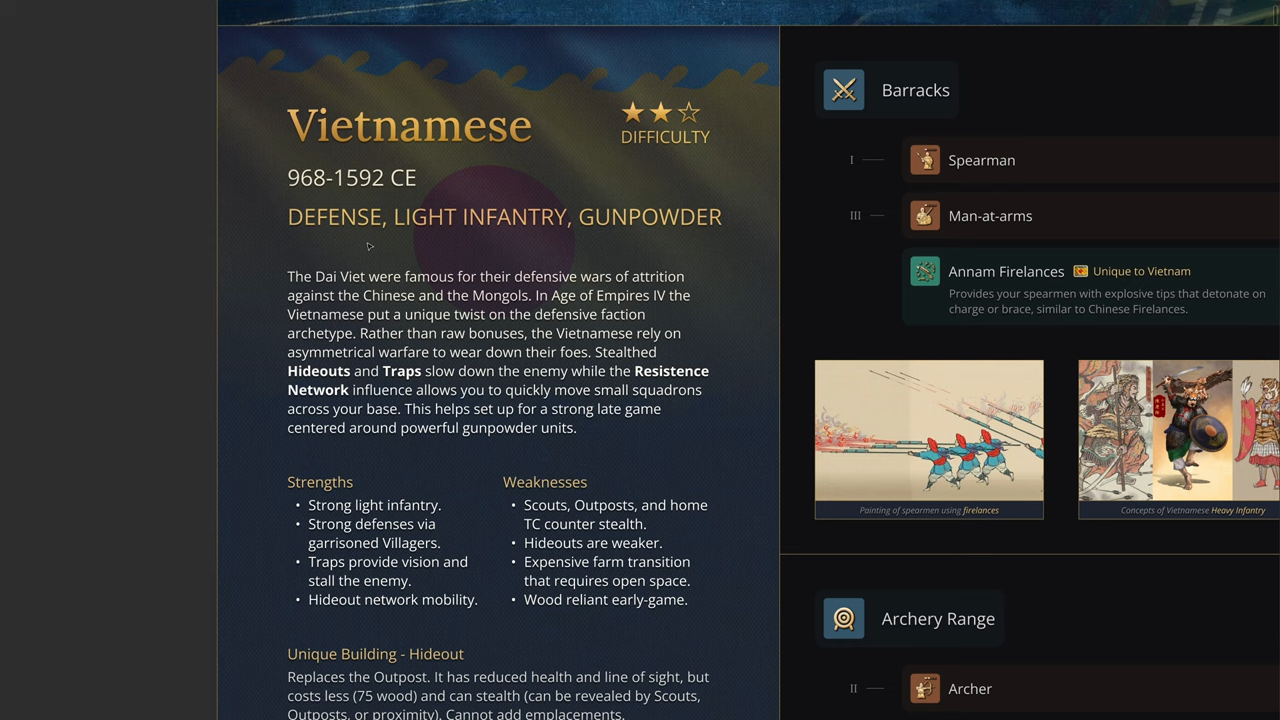 Vietnamese
DIFFICULTY
968-1592 CE
DEFENSE, LIGHT INFANTRY, GUNPOWDER
The Dai Viet were famous for their defensive wars of attrition
against the Chinese and the Mongols. In Age of Empires IV the
Vietnamese put a unique twist on the defensive faction
archetype. Rather than raw bonuses, the Vietnamese rely on
asymmetrical warfare to wear down their foes. Stealthed
Hideouts and Traps slow down the enemy while the Resistence
Network influence allows you to quickly move small squadrons
across your base. This helps set up for a strong late game
centered around powerful gunpowder units.
Strengths
• Strong light infantry.
• Strong defenses via
garrisoned Villagers.
• Traps provide vision and
stall the enemy.
• Hideout network mobility.
Weaknesses
• Scouts, Outposts, and home
TC counter stealth.
• Hideouts are weaker.
• Expensive farm transition
that requires open space.
• Wood reliant early-game.
Unique Building - Hideout
Replaces the Outpost. It has reduced health and line of sight, but
costs less (75 wood) and can stealth (can be revealed by Scouts,
Outposts, or proximity). Cannot add emplacements.
Barracks
I
Spearman
III
Man-at-arms
Annam Firelances Unique to Vietnam
Provides your spearmen with explosive tips that detonate on
charge or brace, similar to Chinese Firelances.
Painting of spearmen using firelances
Concepts of Vietnamese Heavy Infantry
Archery Range
II
Archer